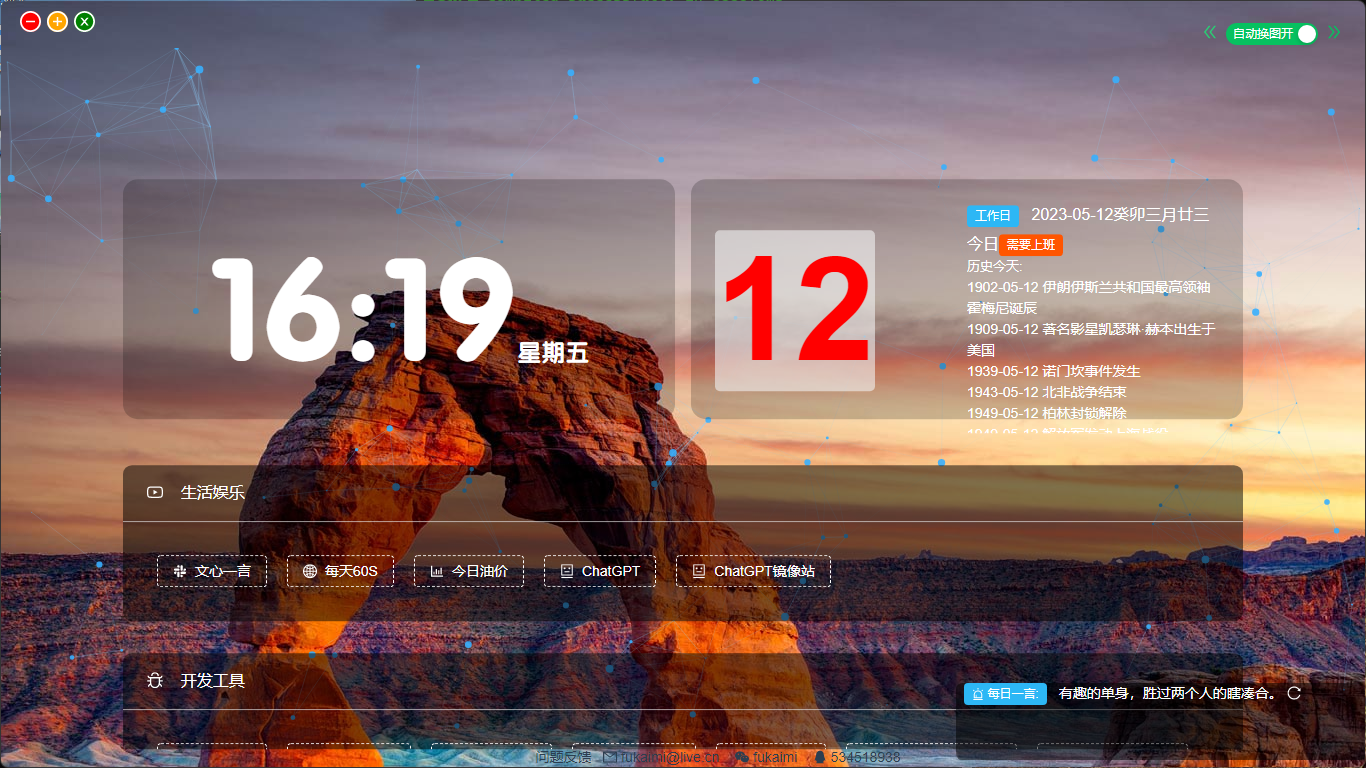 自动换图开
16:19 星期五
12
工作日 2023-05-12癸卯三月廿三
今日 需要上班
历史今天:
1902-05-12 伊朗伊斯兰共和国最高领袖
霍梅尼诞辰
1909-05-12 著名影星凯瑟琳·赫本出生于
美国
1939-05-12 诺门坎事件发生
1943-05-12 北非战争结束
1949-05-12 柏林封锁解除
生活娱乐
文心一言 每天60S 今日油价 ChatGPT ChatGPT镜像站
开发工具
每日一言: 有趣的单身，胜过两个人的瞎凑合。
问题反馈 fukaimi@live.cn fukaimi 534518938